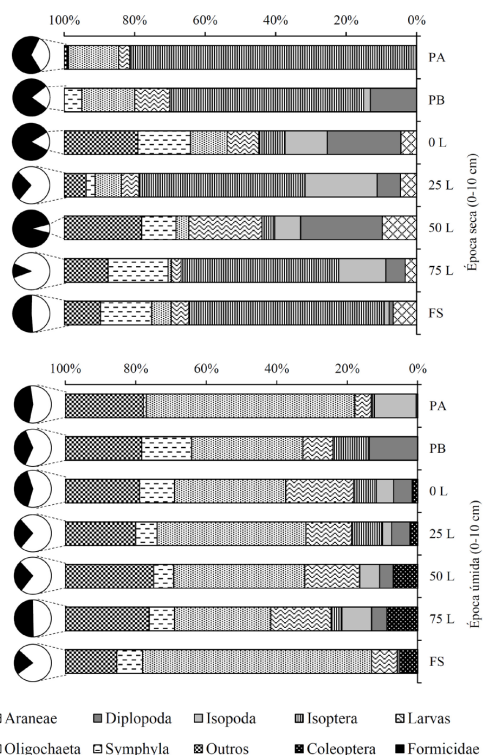 100% 80% 60% 40% 20% 0%
PA
PB
0 L
25 L
50 L
75 L
FS
Época seca (0-10 cm)
100% 80% 60% 40% 20% 0%
PA
PB
0 L
25 L
50 L
75 L
FS
Época úmida (0-10 cm)
Araneae Diplopoda Isopoda Isoptera Larvas
Oligochaeta Symphyla Outros Coleoptera Formicidae